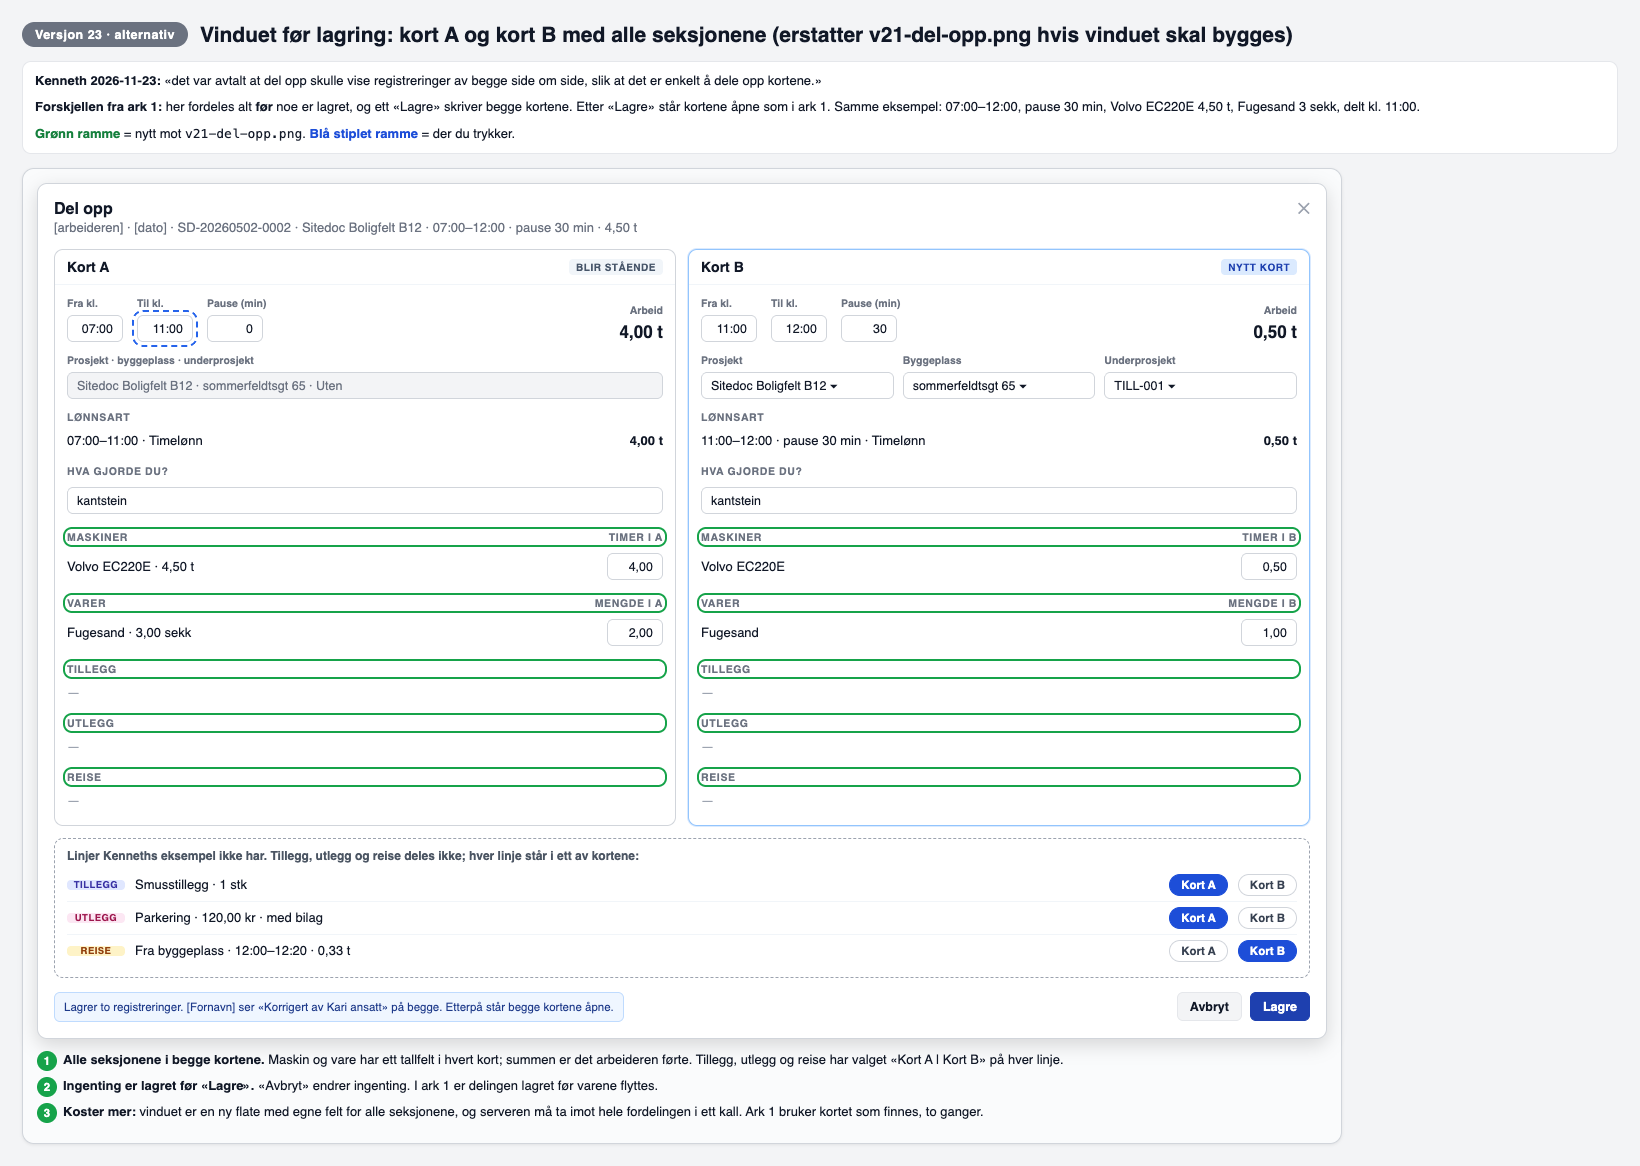 Versjon 23 · alternativ
Vinduet før lagring: kort A og kort B med alle seksjonene (erstatter v21-del-opp.png hvis vinduet skal bygges)
Kenneth 2026-11-23: «det var avtalt at del opp skulle vise registreringer av begge side om side, slik at det er enkelt å dele opp kortene.»
Forskjellen fra ark 1: her fordeles alt før noe er lagret, og ett «Lagre» skriver begge kortene. Etter «Lagre» står kortene åpne som i ark 1. Samme eksempel: 07:00–12:00, pause 30 min, Volvo EC220E 4,50 t, Fugesand 3 sekk, delt kl. 11:00.
Grønn ramme = nytt mot v21-del-opp.png. Blå stiplet ramme = der du trykker.
Del opp
[arbeideren] · [dato] · SD-20260502-0002 · Sitedoc Boligfelt B12 · 07:00–12:00 · pause 30 min · 4,50 t
Kort A
BLIR STÅENDE
Fra kl.
Til kl.
Pause (min)
Arbeid
07:00
11:00
0
4,00 t
Prosjekt · byggeplass · underprosjekt
Sitedoc Boligfelt B12 · sommerfeldtsgt 65 · Uten
LØNNSART
07:00–11:00 · Timelønn
4,00 t
HVA GJORDE DU?
kantstein
MASKINER
TIMER I A
Volvo EC220E · 4,50 t
4,00
VARER
MENGDE I A
Fugesand · 3,00 sekk
2,00
TILLEGG
—
UTLEGG
—
REISE
—
Kort B
NYTT KORT
Fra kl.
Til kl.
Pause (min)
Arbeid
11:00
12:00
30
0,50 t
Prosjekt
Byggeplass
Underprosjekt
Sitedoc Boligfelt B12
sommerfeldtsgt 65
TILL-001
LØNNSART
11:00–12:00 · pause 30 min · Timelønn
0,50 t
HVA GJORDE DU?
kantstein
MASKINER
TIMER I B
Volvo EC220E
0,50
VARER
MENGDE I B
Fugesand
1,00
TILLEGG
—
UTLEGG
—
REISE
—
Linjer Kenneths eksempel ikke har. Tillegg, utlegg og reise deles ikke; hver linje står i ett av kortene:
TILLEGG Smusstillegg · 1 stk Kort A Kort B
UTLEGG Parkering · 120,00 kr · med bilag Kort A Kort B
REISE Fra byggeplass · 12:00–12:20 · 0,33 t Kort A Kort B
Lagrer to registreringer. [Fornavn] ser «Korrigert av Kari ansatt» på begge. Etterpå står begge kortene åpne.
Avbryt
Lagre
1 Alle seksjonene i begge kortene. Maskin og vare har ett tallfelt i hvert kort; summen er det arbeideren førte. Tillegg, utlegg og reise har valget «Kort A | Kort B» på hver linje.
2 Ingenting er lagret før «Lagre». «Avbryt» endrer ingenting. I ark 1 er delingen lagret før varene flyttes.
3 Koster mer: vinduet er en ny flate med egne felt for alle seksjonene, og serveren må ta imot hele fordelingen i ett kall. Ark 1 bruker kortet som finnes, to ganger.